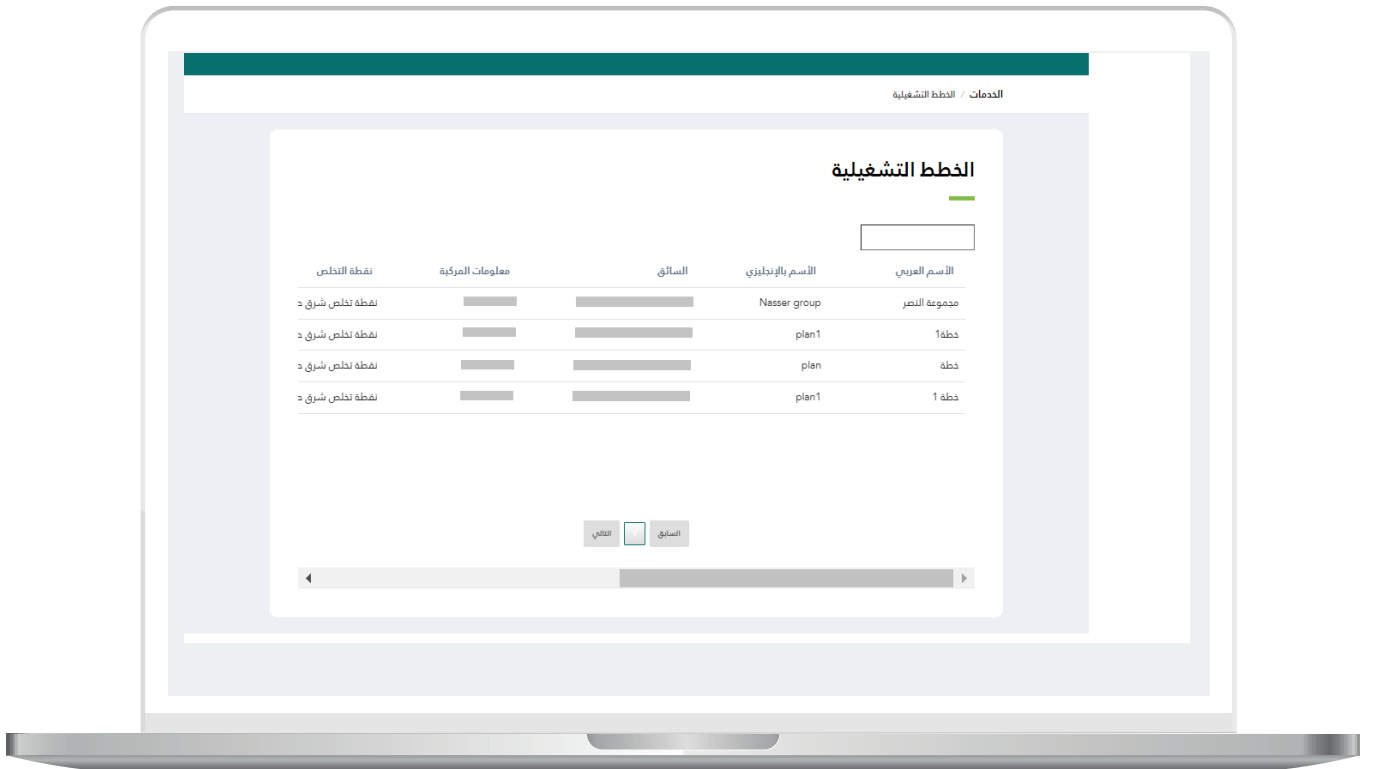 الخدمات / الخطط التشغيلية
الخطط التشغيلية
الأسم العربي الأسم بالإنجليزي السائق معلومات المركبة نقطة التخلص
مجموعة النصر Nasser group نقطة تخلص شرق ج
خطة1 plan1 نقطة تخلص شرق ج
خطة plan نقطة تخلص شرق ج
خطة 1 plan1 نقطة تخلص شرق ج
السابق 1 التالي